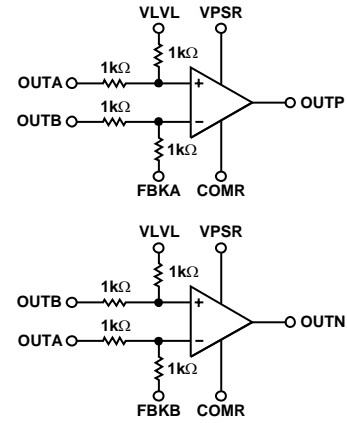 VLVL VPSR
1kΩ
1kΩ
OUTA
+
OUTP
1kΩ
OUTB
−
1kΩ
FBKA COMR
VLVL VPSR
1kΩ
1kΩ
OUTB
+
OUTN
1kΩ
OUTA
−
1kΩ
FBKB COMR